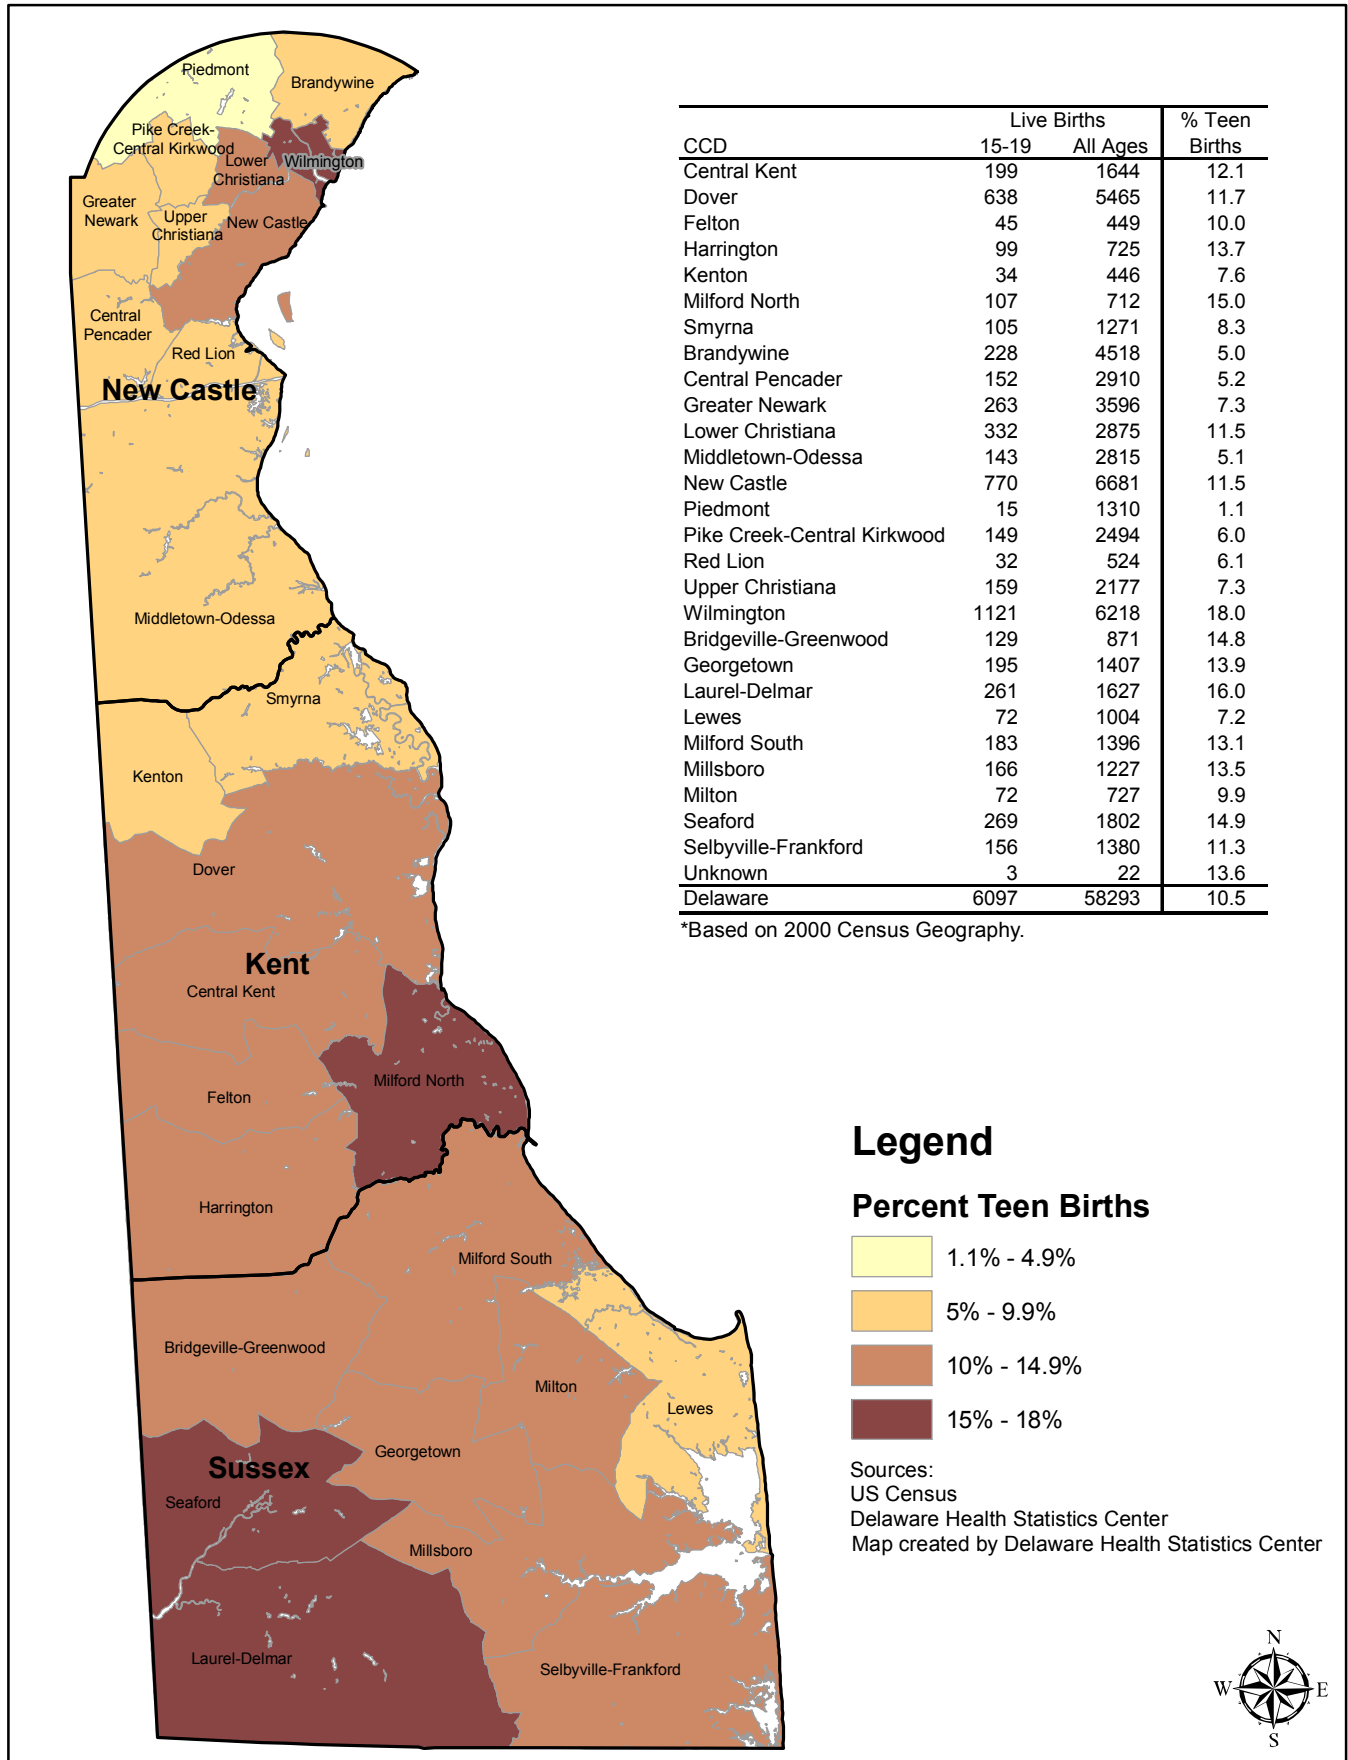 Piedmont
Brandywine
Pike Creek-
Central Kirkwood
Lower
Christiana
Wilmington
Greater
Newark
Upper
Christiana
New Castle
Central
Pencader
Red Lion
New Castle
Middletown-Odessa
Smyrna
Kenton
Dover
Kent
Central Kent
Milford North
Felton
Harrington
Milford South
Bridgeville-Greenwood
Milton
Lewes
Georgetown
Sussex
Seaford
Millsboro
Laurel-Delmar
Selbyville-Frankford
Live Births % Teen
CCD 15-19 All Ages Births
Central Kent 199 1644 12.1
Dover 638 5465 11.7
Felton 45 449 10.0
Harrington 99 725 13.7
Kenton 34 446 7.6
Milford North 107 712 15.0
Smyrna 105 1271 8.3
Brandywine 228 4518 5.0
Central Pencader 152 2910 5.2
Greater Newark 263 3596 7.3
Lower Christiana 332 2875 11.5
Middletown-Odessa 143 2815 5.1
New Castle 770 6681 11.5
Piedmont 15 1310 1.1
Pike Creek-Central Kirkwood 149 2494 6.0
Red Lion 32 524 6.1
Upper Christiana 159 2177 7.3
Wilmington 1121 6218 18.0
Bridgeville-Greenwood 129 871 14.8
Georgetown 195 1407 13.9
Laurel-Delmar 261 1627 16.0
Lewes 72 1004 7.2
Milford South 183 1396 13.1
Millsboro 166 1227 13.5
Milton 72 727 9.9
Seaford 269 1802 14.9
Selbyville-Frankford 156 1380 11.3
Unknown 3 22 13.6
Delaware 6097 58293 10.5
*Based on 2000 Census Geography.
Legend
Percent Teen Births
1.1% - 4.9%
5% - 9.9%
10% - 14.9%
15% - 18%
Sources:
US Census
Delaware Health Statistics Center
Map created by Delaware Health Statistics Center
N
W E
S